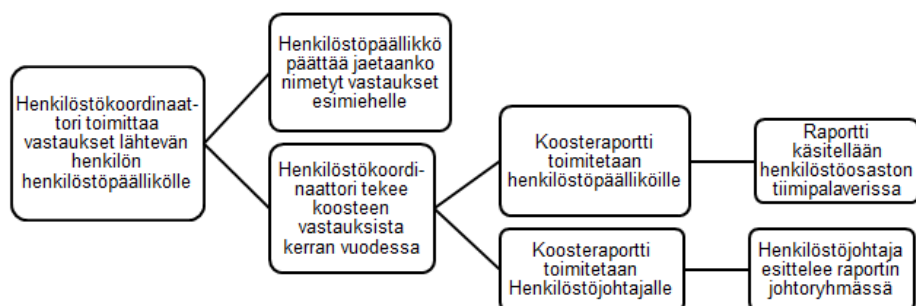 Henkilöstökoordinaat-
tori toimittaa
vastaukset lähtevän
henkilön
henkilöstöpäällikölle
Henkilöstöpäällikkö
päättää jaetaanko
nimetyt vastaukset
esimiehelle
Henkilöstökoordi-
naattori tekee
koosteen
vastauksista
kerran vuodessa
Koosteraportti
toimitetaan
henkilöstöpäälliköille
Raportti
käsitellään
henkilöstöosaston
tiimipalaverissa
Koosteraportti
toimitetaan
Henkilöstöjohtajalle
Henkilöstöjohtaja
esittelee raportin
johtoryhmässä